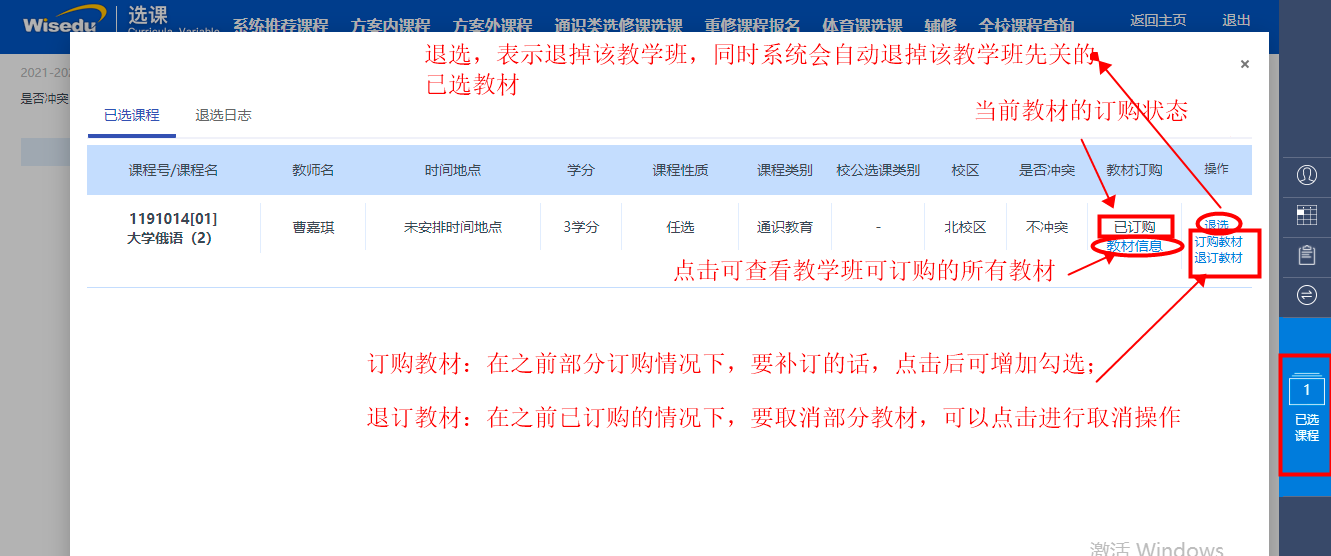 Wisedu
选课
Curricula Variable
系统推荐课程
方案内课程
方案外课程
通识类选修课选课
重修课程报名
体育课选课
辅修
全校课程查询
返回主页
退出
2021-202
是否冲突
退选，表示退掉该教学班，同时系统会自动退掉该教学班先关的
已选教材
×
当前教材的订购状态
已选课程
退选日志
课程号/课程名
教师名
时间地点
学分
课程性质
课程类别
校公选课类别
校区
是否冲突
教材订购
操作
1191014[01]
大学俄语（2）
曹嘉琪
未安排时间地点
3学分
任选
通识教育
-
北校区
不冲突
已订购
教材信息
退选
订购教材
退订教材
点击可查看教学班可订购的所有教材
订购教材：在之前部分订购情况下，要补订的话，点击后可增加勾选；
退订教材：在之前已订购的情况下，要取消部分教材，可以点击进行取消操作
1
已选
课程
激活 Windows